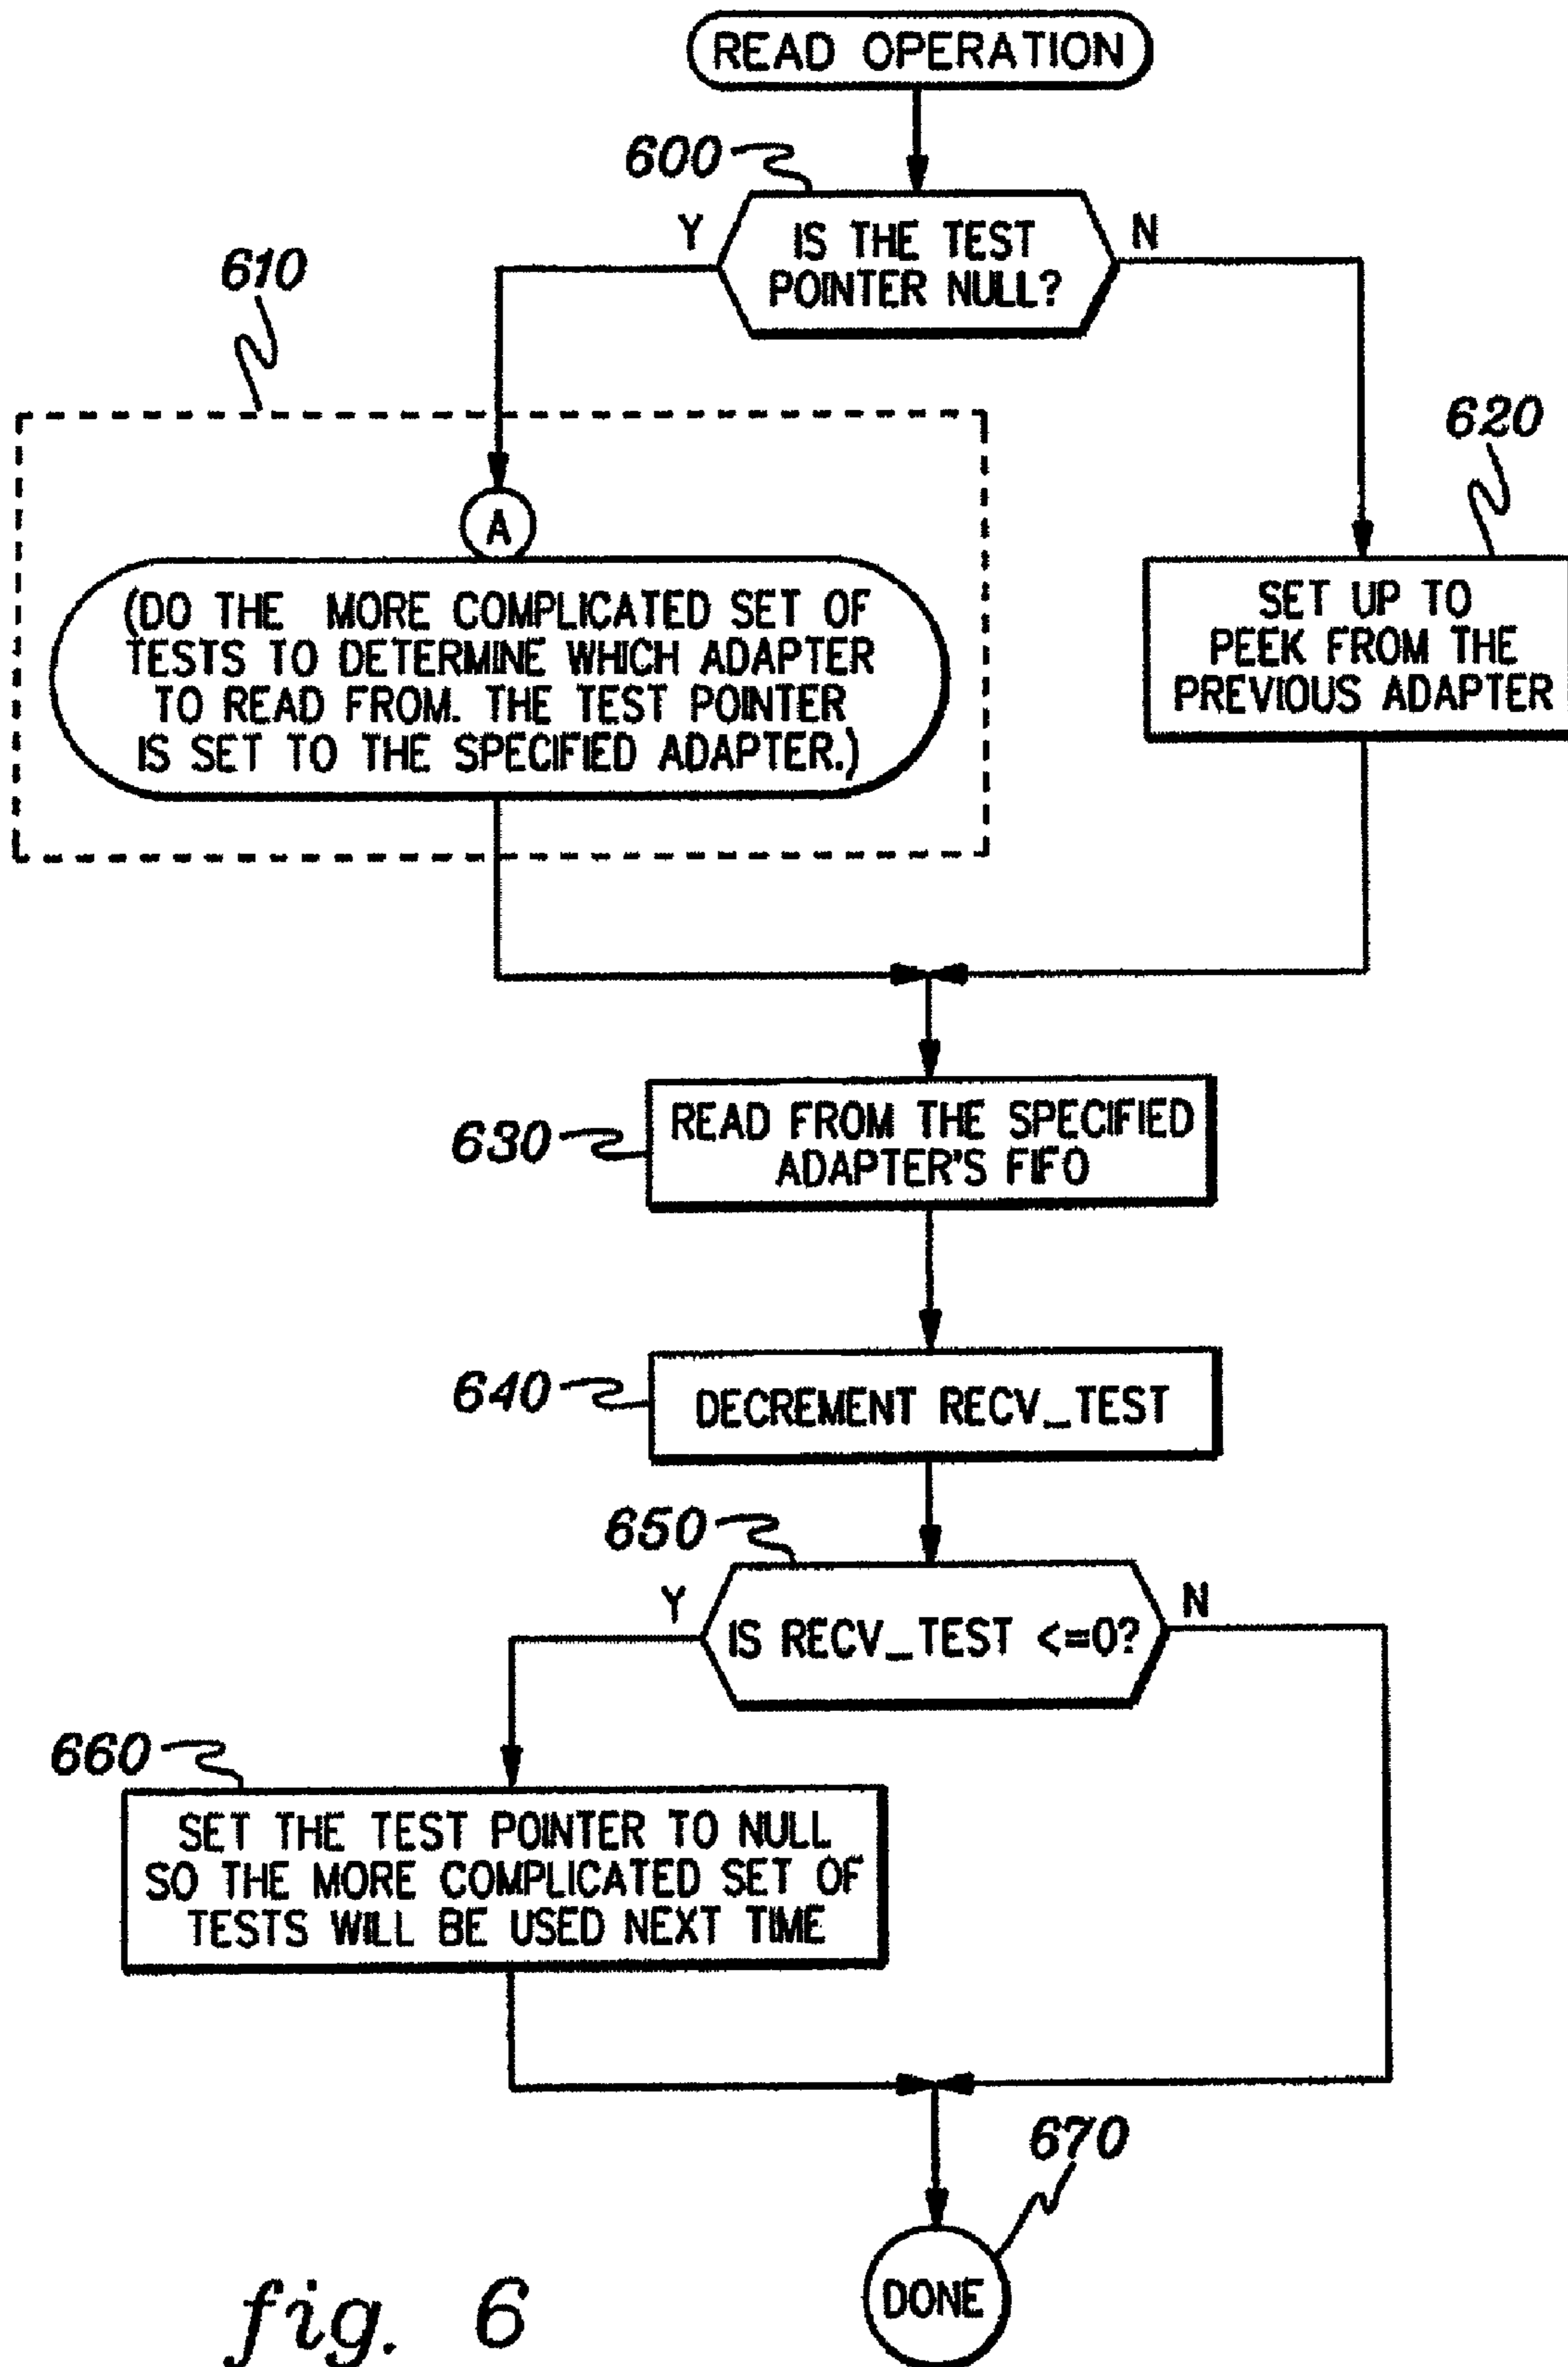 READ OPERATION
600
Y
IS THE TEST
POINTER NULL?
N
610
620
A
(DO THE MORE COMPLICATED SET OF
TESTS TO DETERMINE WHICH ADAPTER
TO READ FROM. THE TEST POINTER
IS SET TO THE SPECIFIED ADAPTER.)
SET UP TO
PEEK FROM THE
PREVIOUS ADAPTER
630
READ FROM THE SPECIFIED
ADAPTER'S FIFO
640
DECREMENT RECV_TEST
650
Y
IS RECV_TEST <=0?
N
660
SET THE TEST POINTER TO NULL
SO THE MORE COMPLICATED SET OF
TESTS WILL BE USED NEXT TIME
670
DONE
fig. 6